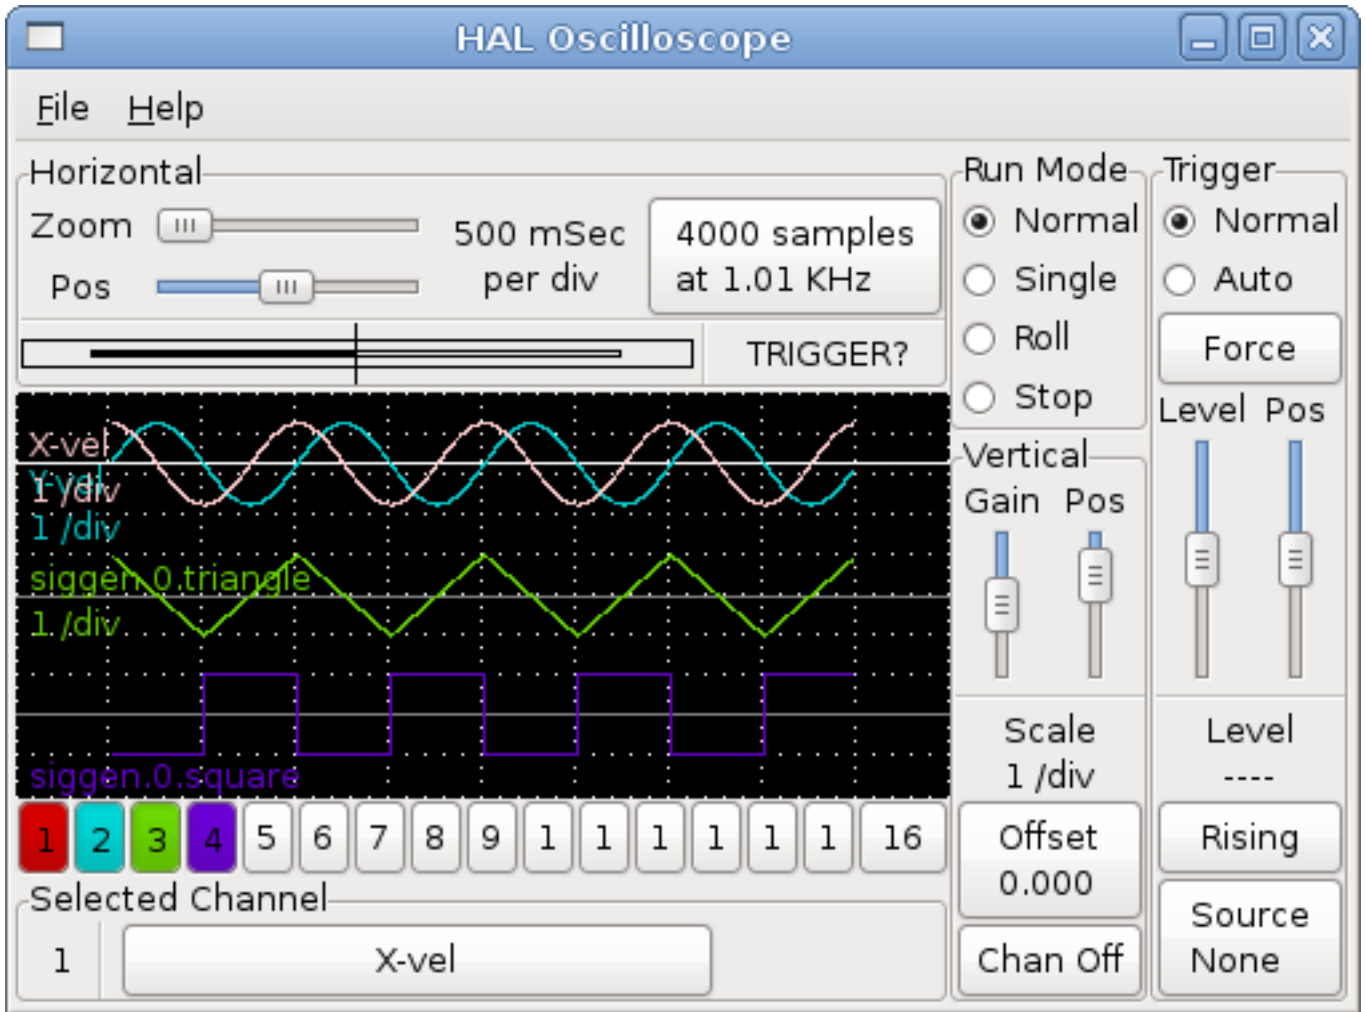 HAL Oscilloscope
File Help
Horizontal
Zoom
Pos
500 mSec
per div
4000 samples
at 1.01 KHz
TRIGGER?
Run Mode
Normal
Single
Roll
Stop
Trigger
Normal
Auto
Force
Level Pos
X-vel
Y-vel
1 /div
1 /div
siggen.0.triangle
1 /div
siggen.0.square
Vertical
Gain Pos
Scale
1 /div
Offset
0.000
Chan Off
Level
----
Rising
Source
None
1 2 3 4 5 6 7 8 9 1 1 1 1 1 1 16
Selected Channel
1 X-vel